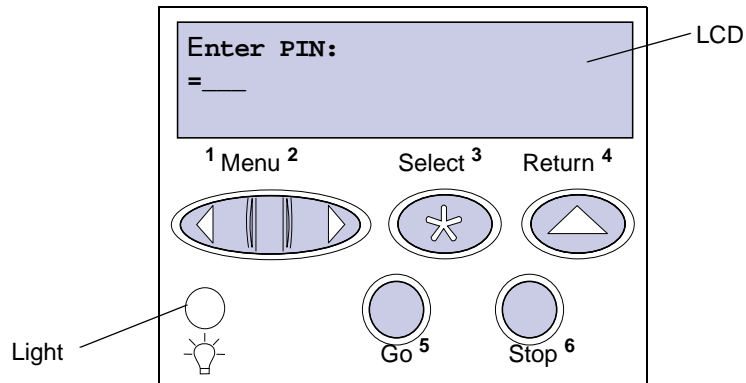 Enter PIN:
=___
LCD
1 Menu 2 Select 3 Return 4
Light
Go 5 Stop 6